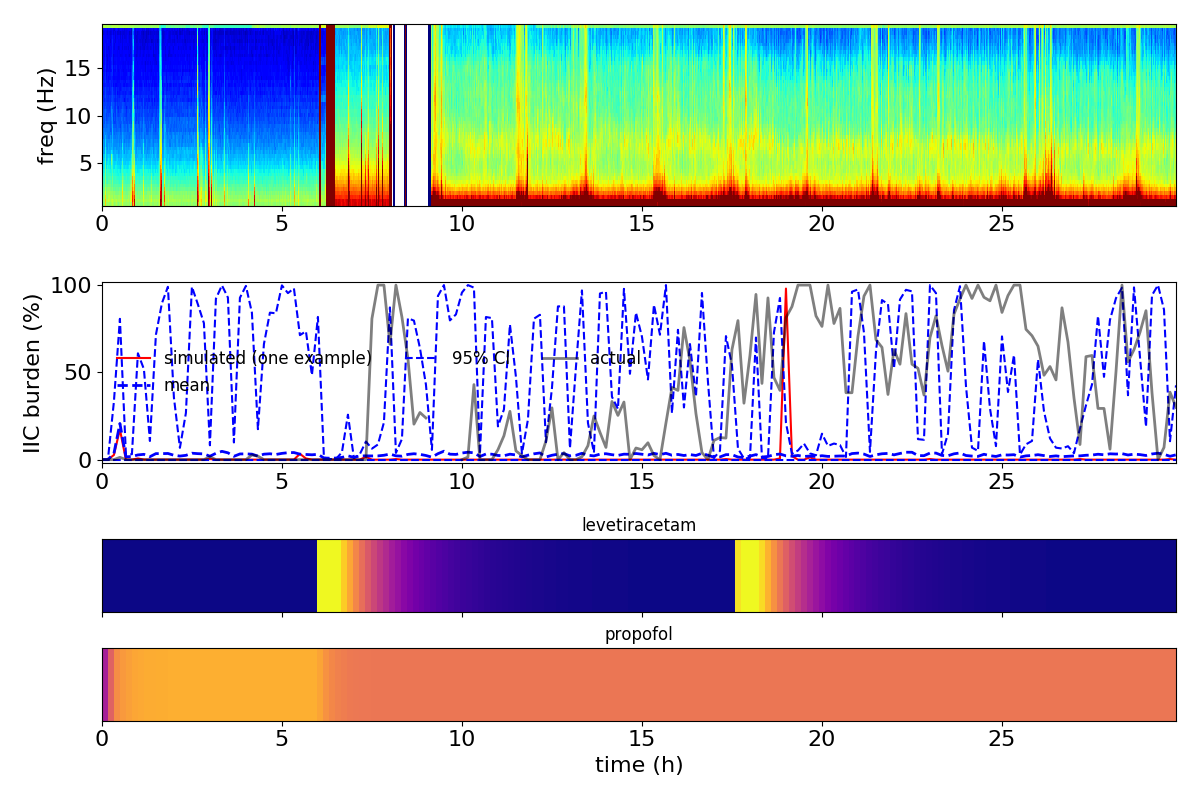 freq (Hz)
15
10
5
0 5 10 15 20 25
IIC burden (%)
100
50
0
simulated (one example) 95% CI actual
mean
0 5 10 15 20 25
levetiracetam
propofol
0 5 10 15 20 25
time (h)